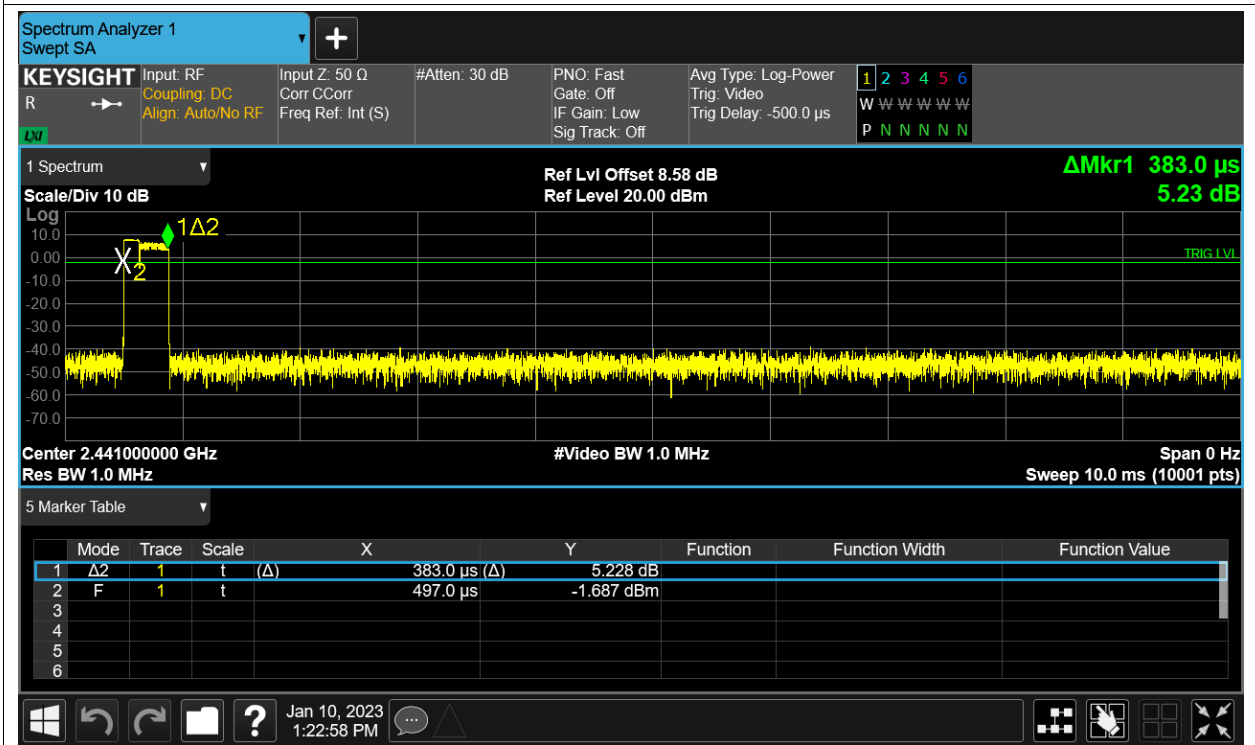 Spectrum Analyzer 1
Swept SA
+
KEYSIGHT Input: RF Input Z: 50 Ω #Atten: 30 dB PNO: Fast Avg Type: Log-Power 1 2 3 4 5 6
R Coupling: DC Corr CCorr Gate: Off Trig: Video
Align: Auto/No RF Freq Ref: Int (S) IF Gain: Low Trig Delay: -500.0 µs W W W W W W
LXI Sig Track: Off P N N N N N
1 Spectrum Ref Lvl Offset 8.58 dB ΔMkr1 383.0 µs
Scale/Div 10 dB Ref Level 20.00 dBm 5.23 dB
Log
1Δ2
10.0
0.00 TRIG LVL
X2
-10.0
-20.0
-30.0
-40.0
-50.0
-60.0
-70.0
Center 2.441000000 GHz #Video BW 1.0 MHz Span 0 Hz
Res BW 1.0 MHz Sweep 10.0 ms (10001 pts)
5 Marker Table
Mode Trace Scale X Y Function Function Width Function Value
1 Δ2 1 t (Δ) 383.0 µs (Δ) 5.228 dB
2 F 1 t 497.0 µs -1.687 dBm
3
4
5
6
? Jan 10, 2023
1:22:58 PM